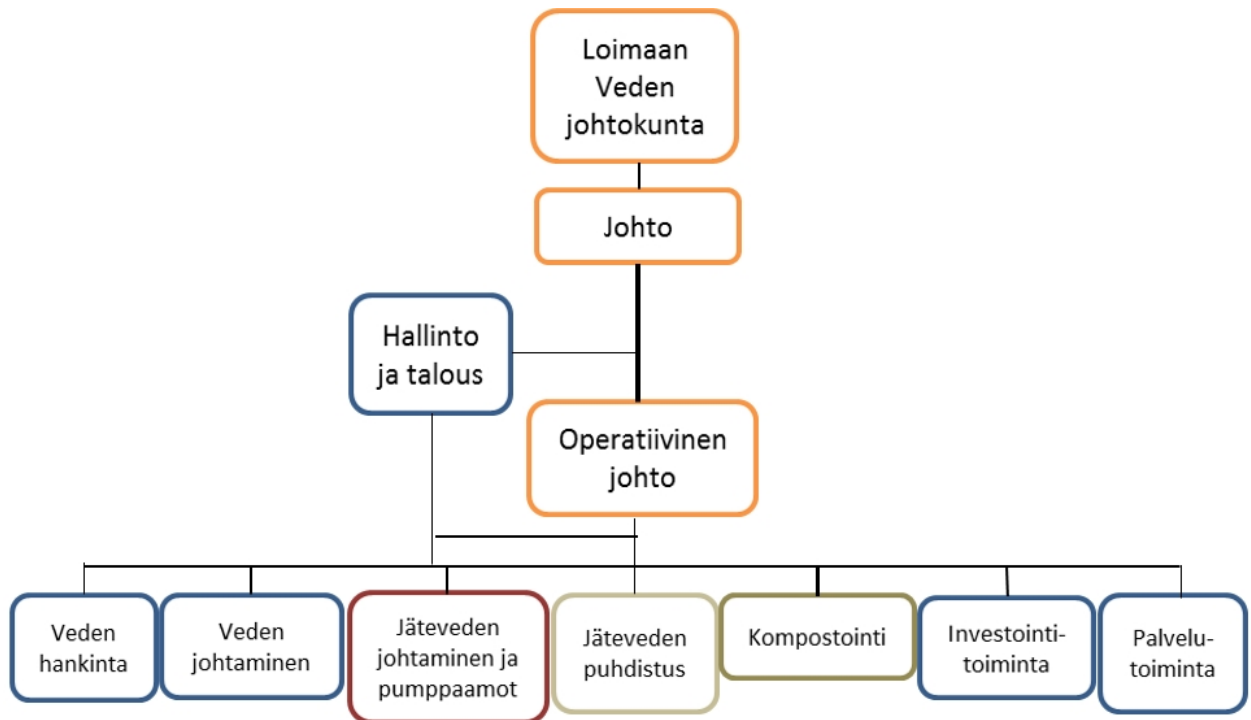 Loimaan
Veden
johtokunta
Johto
Hallinto
ja talous
Operatiivinen
johto
Veden
hankinta
Veden
johtaminen
Jäteveden
johtaminen ja
pumppaamot
Jäteveden
puhdistus
Kompostointi
Investointi-
toiminta
Palvelu-
toiminta